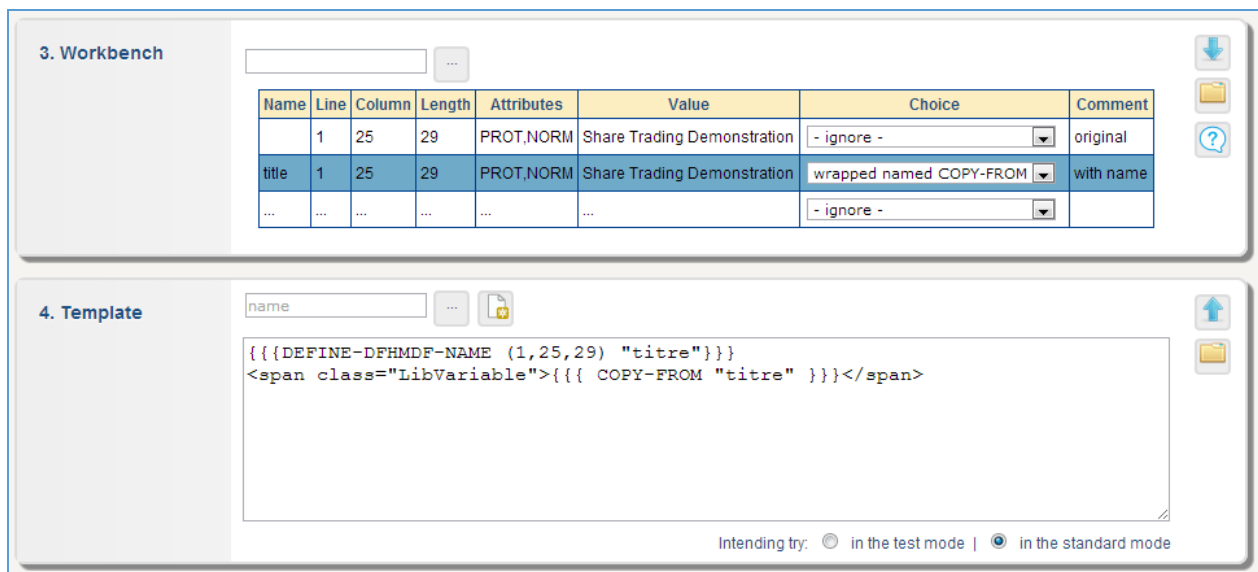 3. Workbench
...
Name Line Column Length Attributes Value Choice Comment
1 25 29 PROT,NORM Share Trading Demonstration - ignore - original
title 1 25 29 PROT,NORM Share Trading Demonstration wrapped named COPY-FROM with name
... ... ... ... ... ... - ignore -
4. Template
name ...
{{{DEFINE-DFHMDF-NAME (1,25,29) "titre"}}}
<span class="LibVariable">{{{ COPY-FROM "titre" }}}</span>
Intending try: in the test mode | in the standard mode